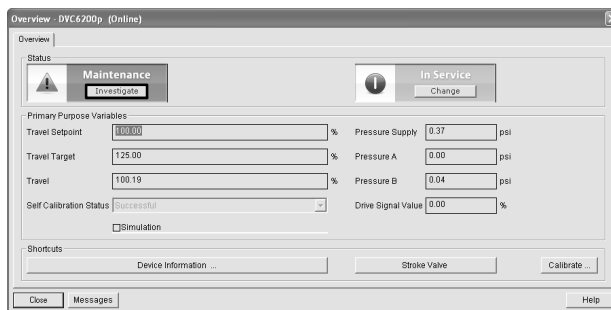 Overview - DVC6200p (Online)
Overview
Status
Maintenance
Investigate
In Service
Change
Primary Purpose Variables
Travel Setpoint 100.00 %
Pressure Supply 0.37 psi
Travel Target 125.00 %
Pressure A 0.00 psi
Travel 100.19 %
Pressure B 0.04 psi
Self Calibration Status Successful
Drive Signal Value 0.00 %
Simulation
Shortcuts
Device Information ...
Stroke Valve
Calibrate ...
Close
Messages
Help